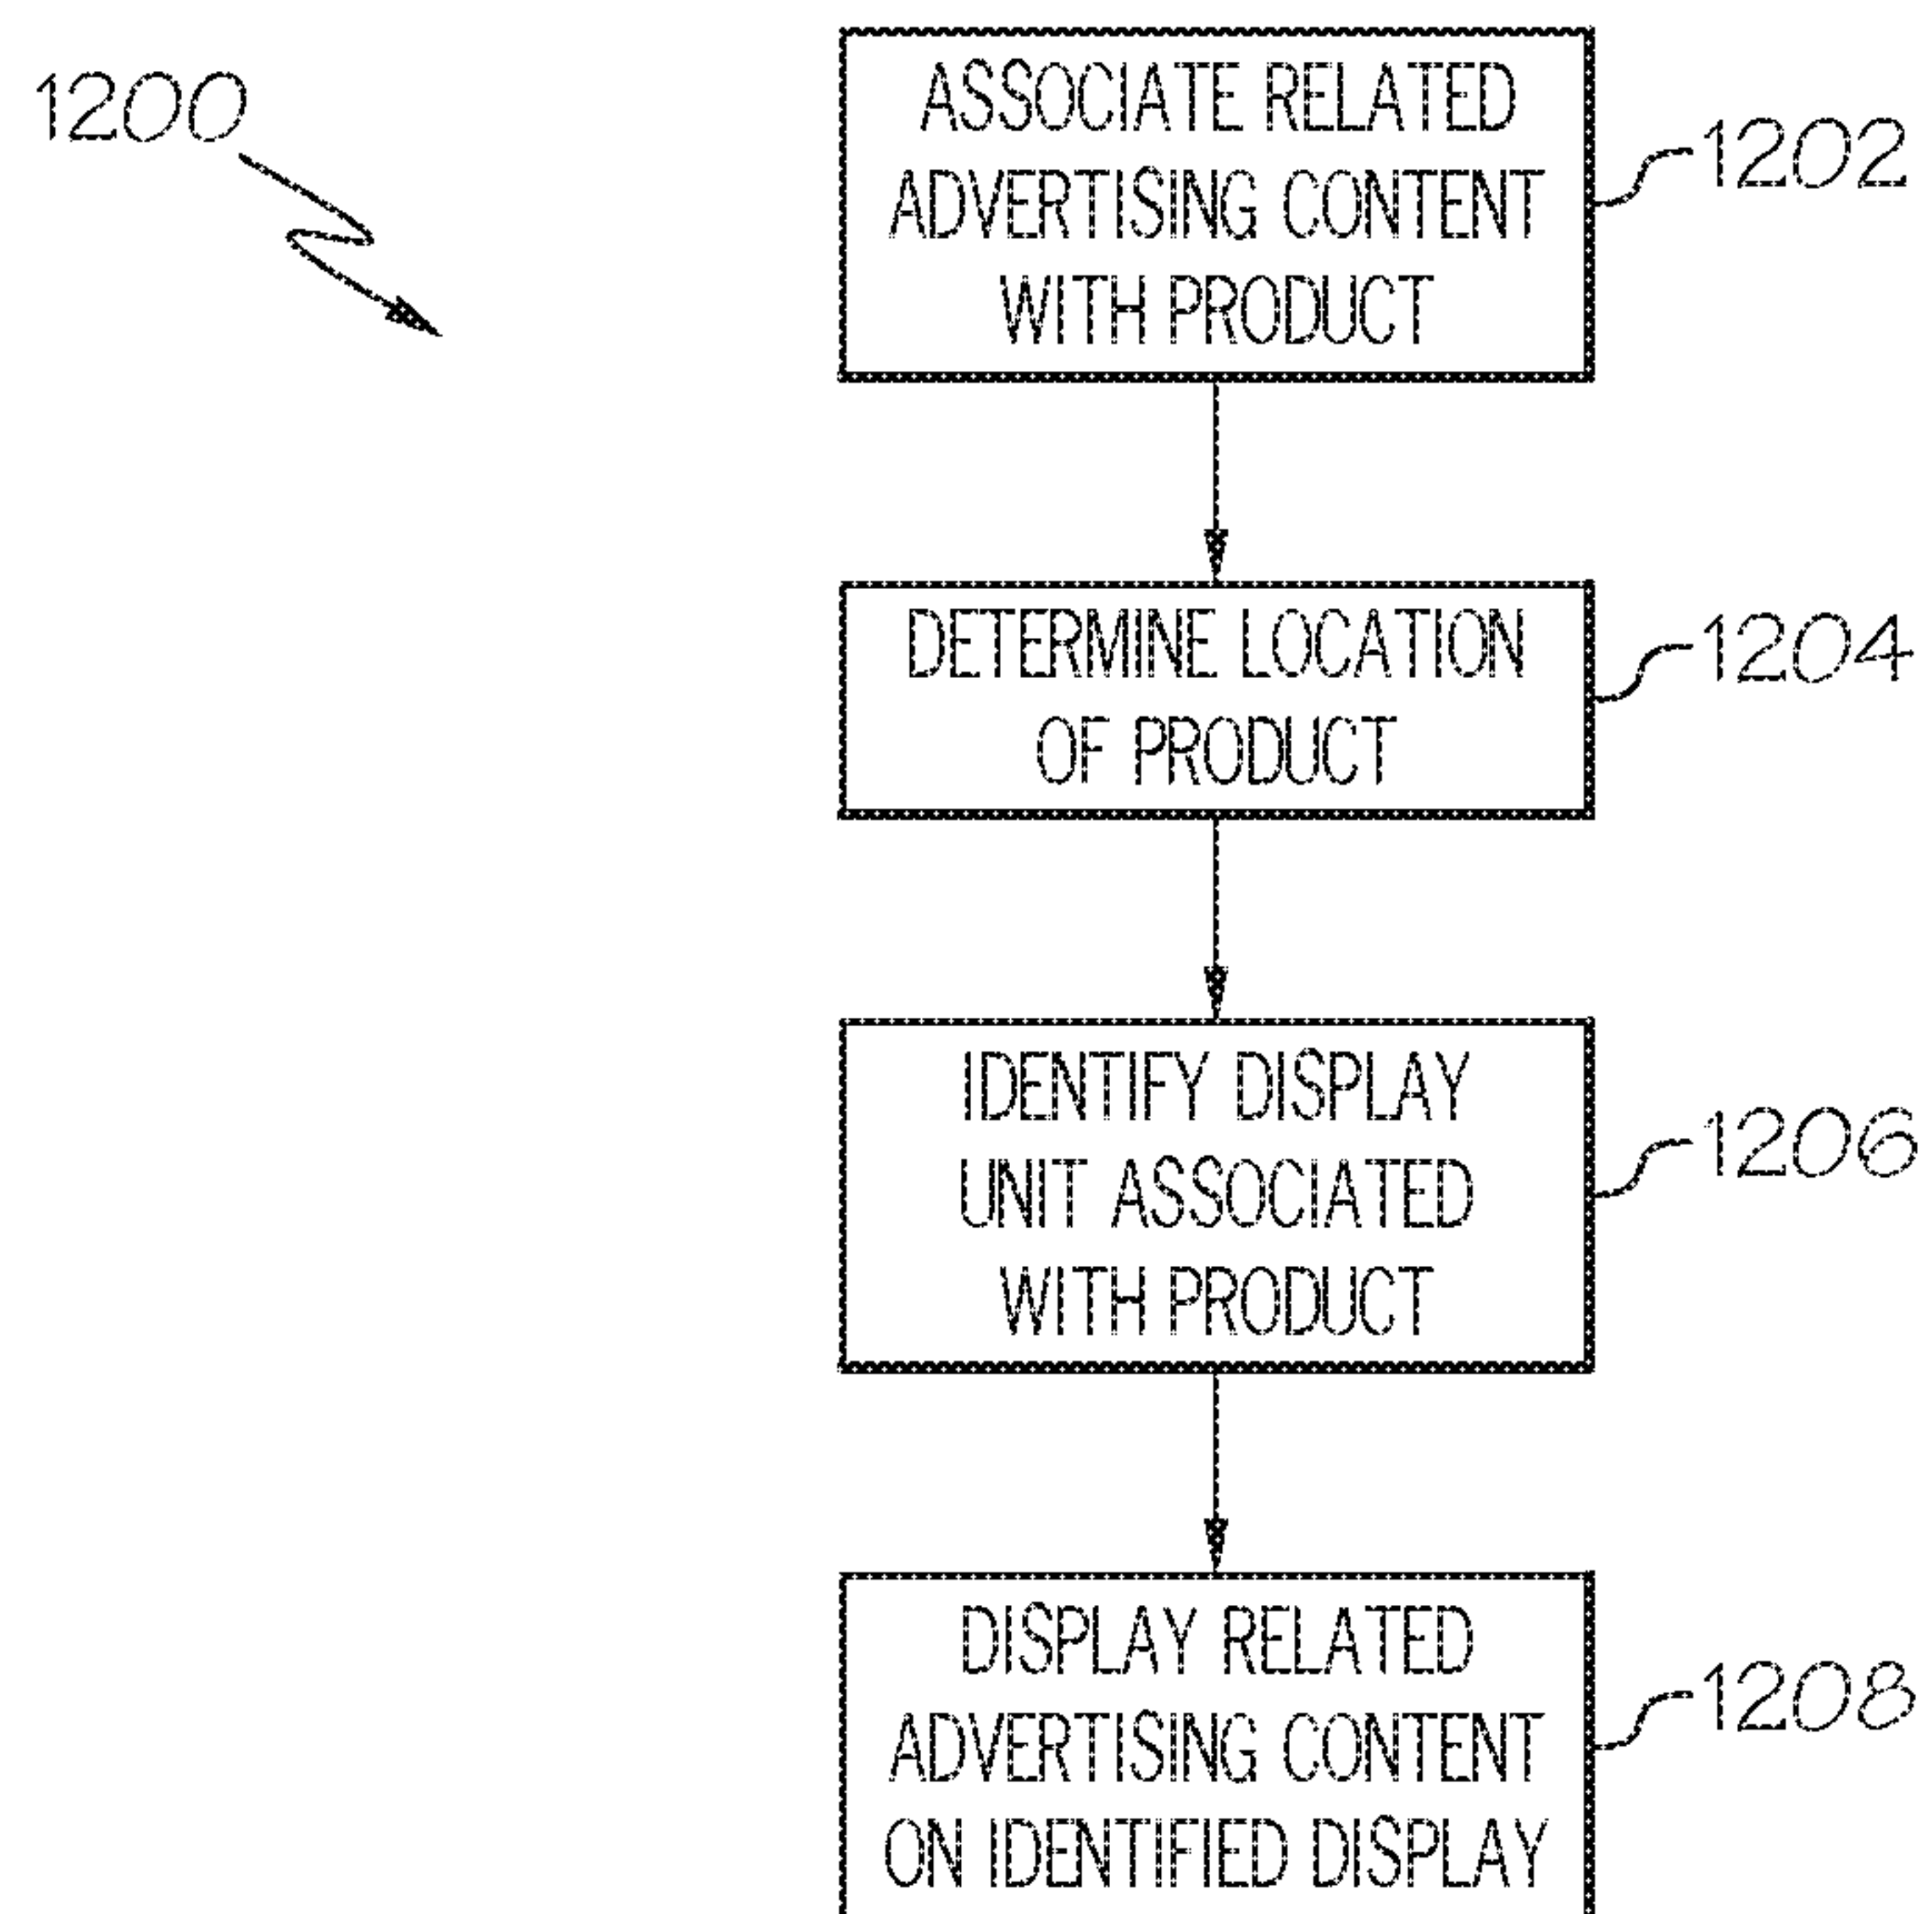 1200
ASSOCIATE RELATED
ADVERTISING CONTENT
WITH PRODUCT
1202
DETERMINE LOCATION
OF PRODUCT
1204
IDENTIFY DISPLAY
UNIT ASSOCIATED
WITH PRODUCT
1206
DISPLAY RELATED
ADVERTISING CONTENT
ON IDENTIFIED DISPLAY
1208